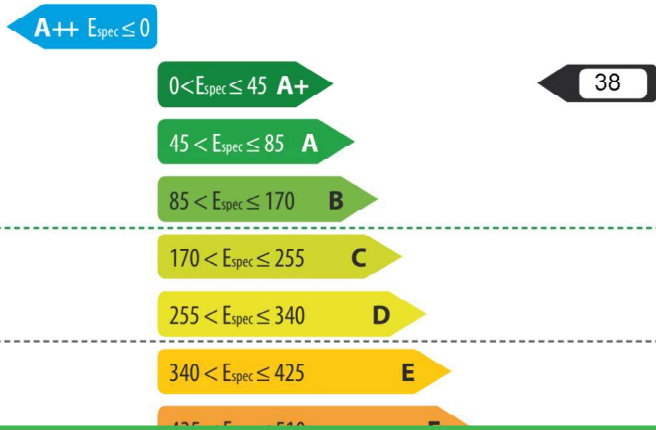 A++ Espec ≤ 0
0 < Espec ≤ 45 A+
38
45 < Espec ≤ 85 A
85 < Espec ≤ 170 B
170 < Espec ≤ 255 C
255 < Espec ≤ 340 D
340 < Espec ≤ 425 E